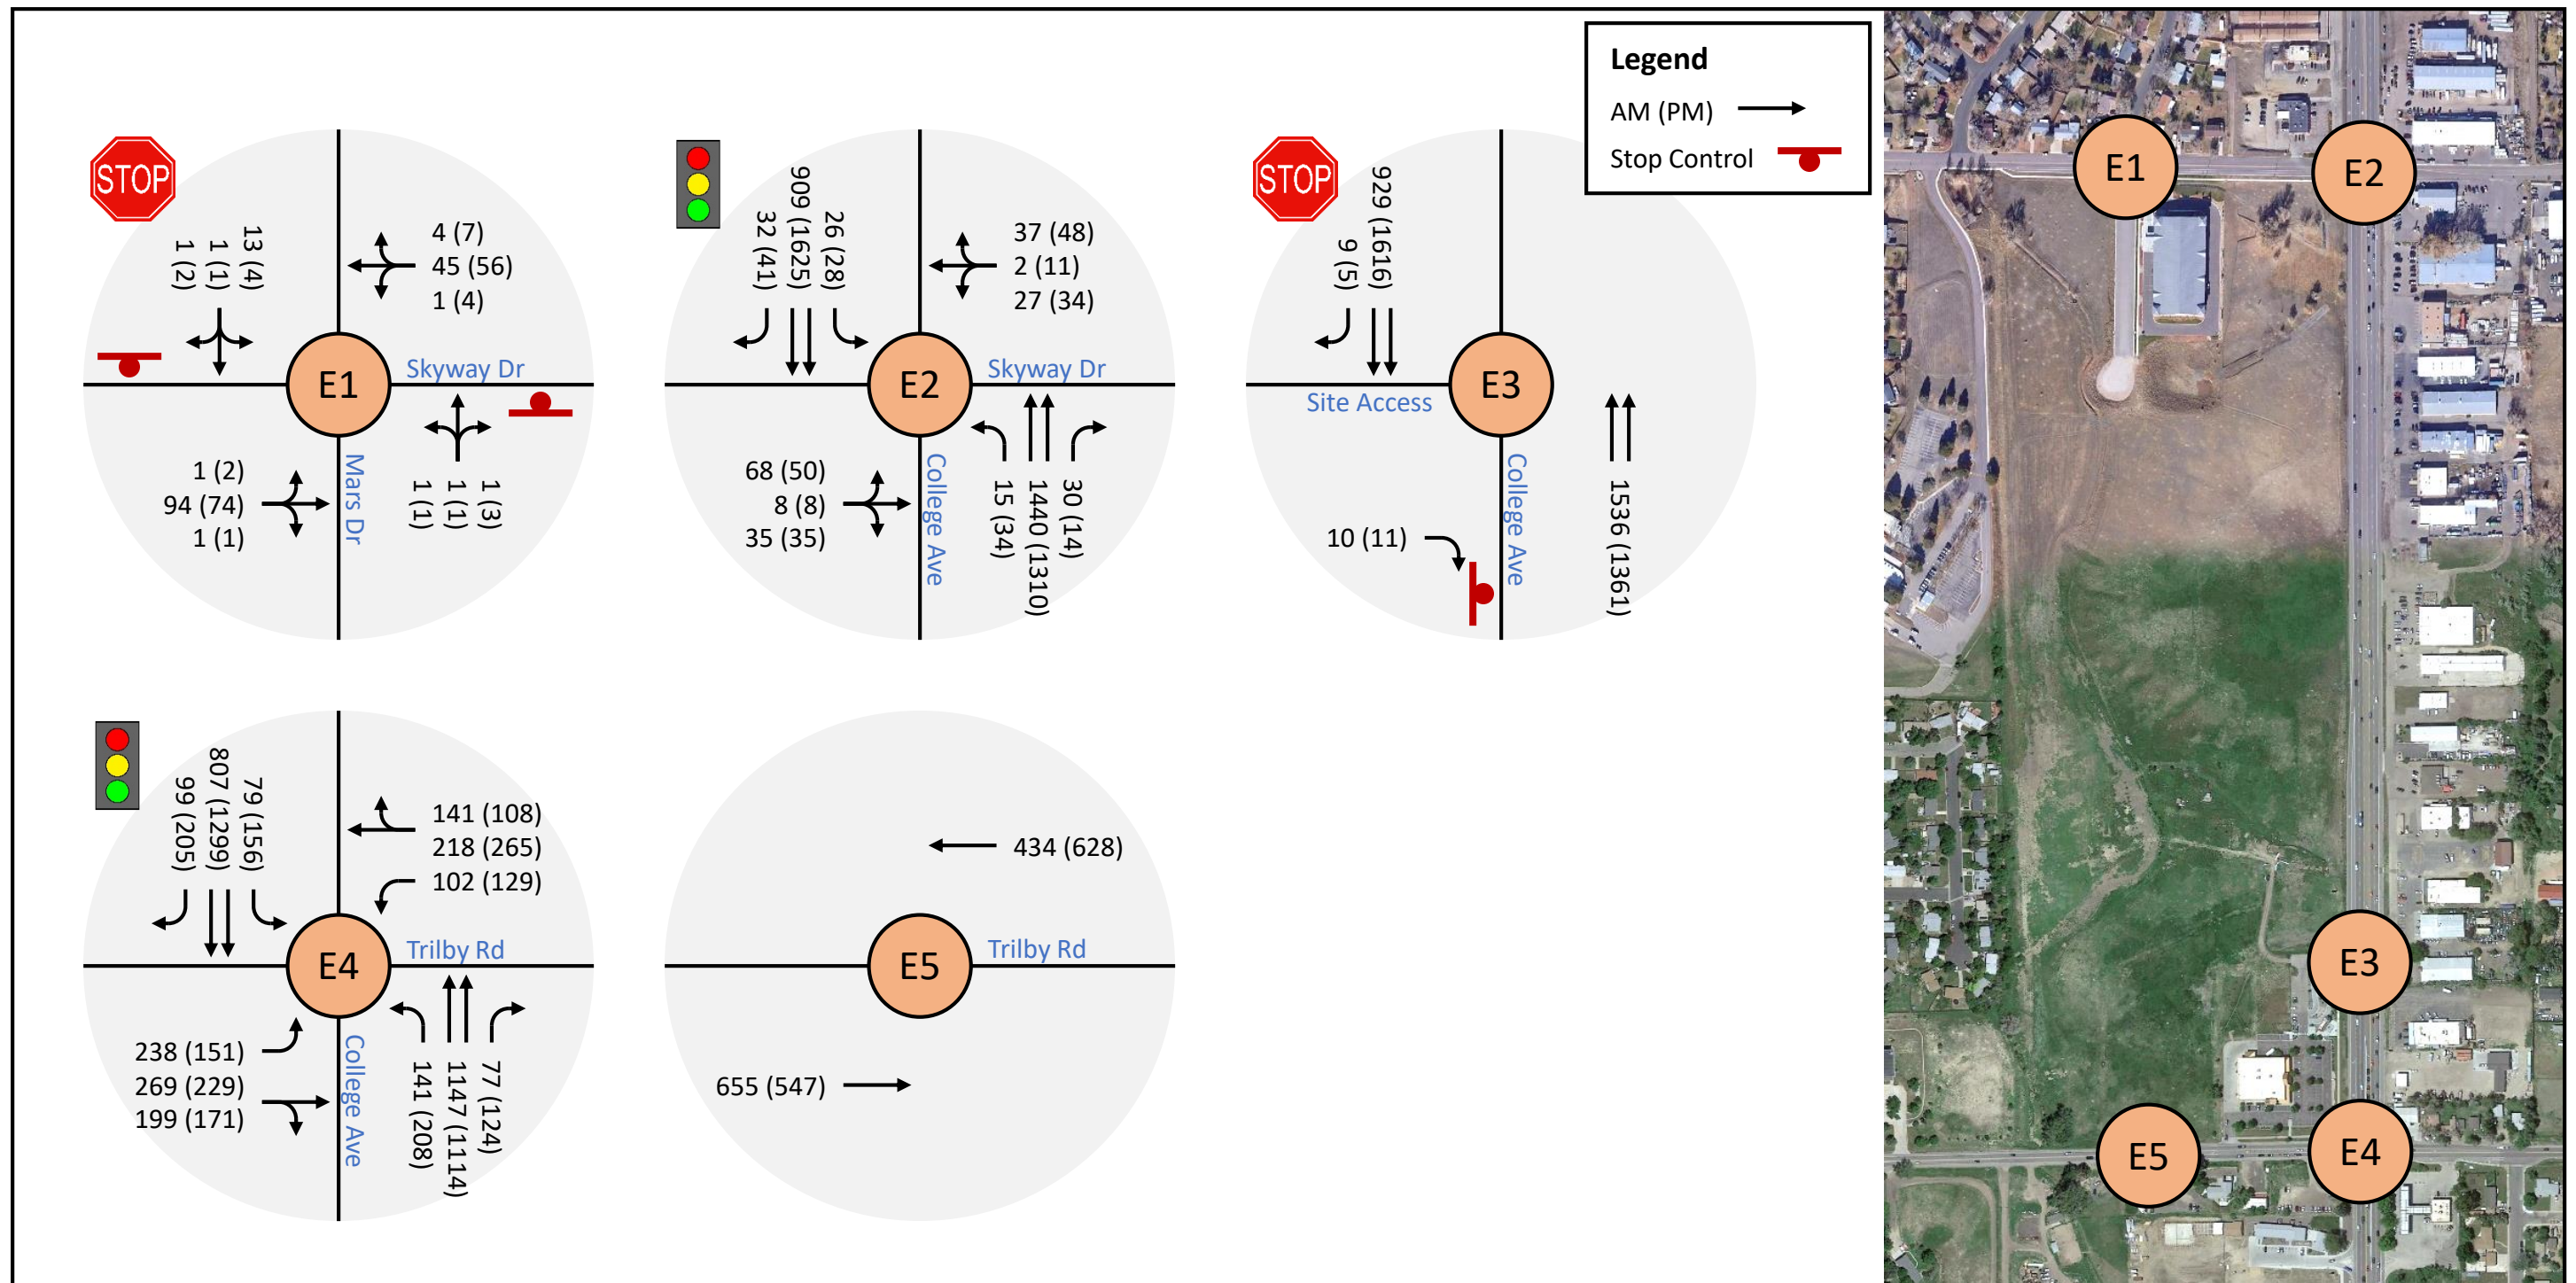 Legend
AM (PM)
Stop Control
STOP
1 (2)
1 (1)
13 (4)
4 (7)
45 (56)
1 (4)
E1
Skyway Dr
Mars Dr
1 (2)
94 (74)
1 (1)
1 (1)
1 (1)
1 (3)
32 (41)
909 (1625)
26 (28)
37 (48)
2 (11)
27 (34)
E2
Skyway Dr
College Ave
68 (50)
8 (8)
35 (35)
15 (34)
1440 (1310)
30 (14)
STOP
9 (5)
929 (1616)
E3
Site Access
College Ave
10 (11)
1536 (1361)
99 (205)
807 (1299)
79 (156)
141 (108)
218 (265)
102 (129)
E4
Trilby Rd
College Ave
238 (151)
269 (229)
199 (171)
141 (208)
1147 (1114)
77 (124)
434 (628)
E5
Trilby Rd
655 (547)
E1
E2
E3
E4
E5